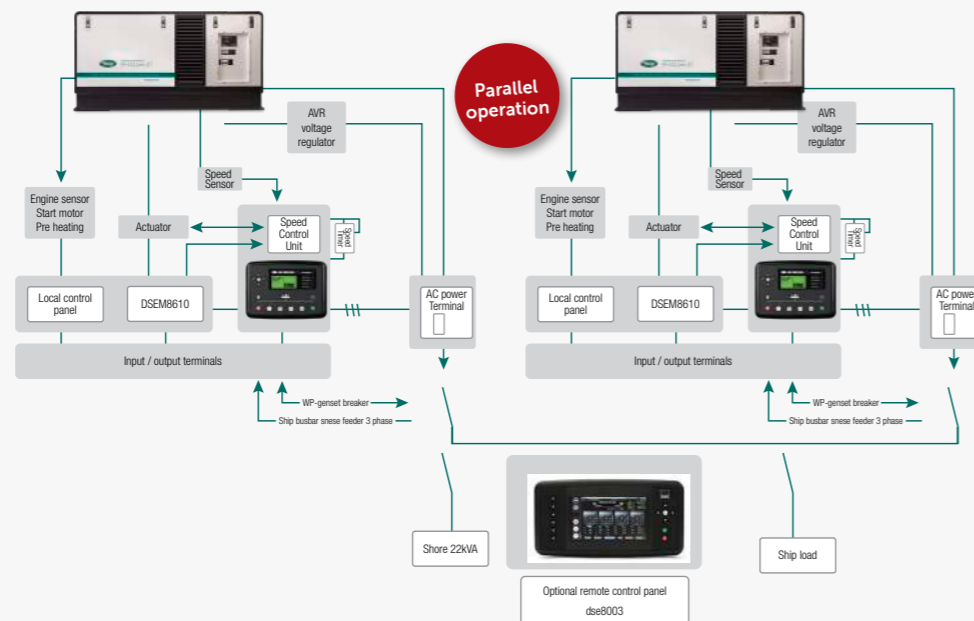 Parallel
operation
AVR
voltage
regulator
Speed
Sensor
Engine sensor
Start motor
Pre heating
Actuator
Speed
Control
Unit
Speed
Timer
Local control
panel
DSEM8610
AC power
Terminal
Input / output terminals
WP-genset breaker
Ship busbar snese feeder 3 phase
AVR
voltage
regulator
Speed
Sensor
Engine sensor
Start motor
Pre heating
Actuator
Speed
Control
Unit
Speed
Timer
Local control
panel
DSEM8610
AC power
Terminal
Input / output terminals
WP-genset breaker
Ship busbar snese feeder 3 phase
Shore 22kVA
Ship load
Optional remote control panel
dse8003